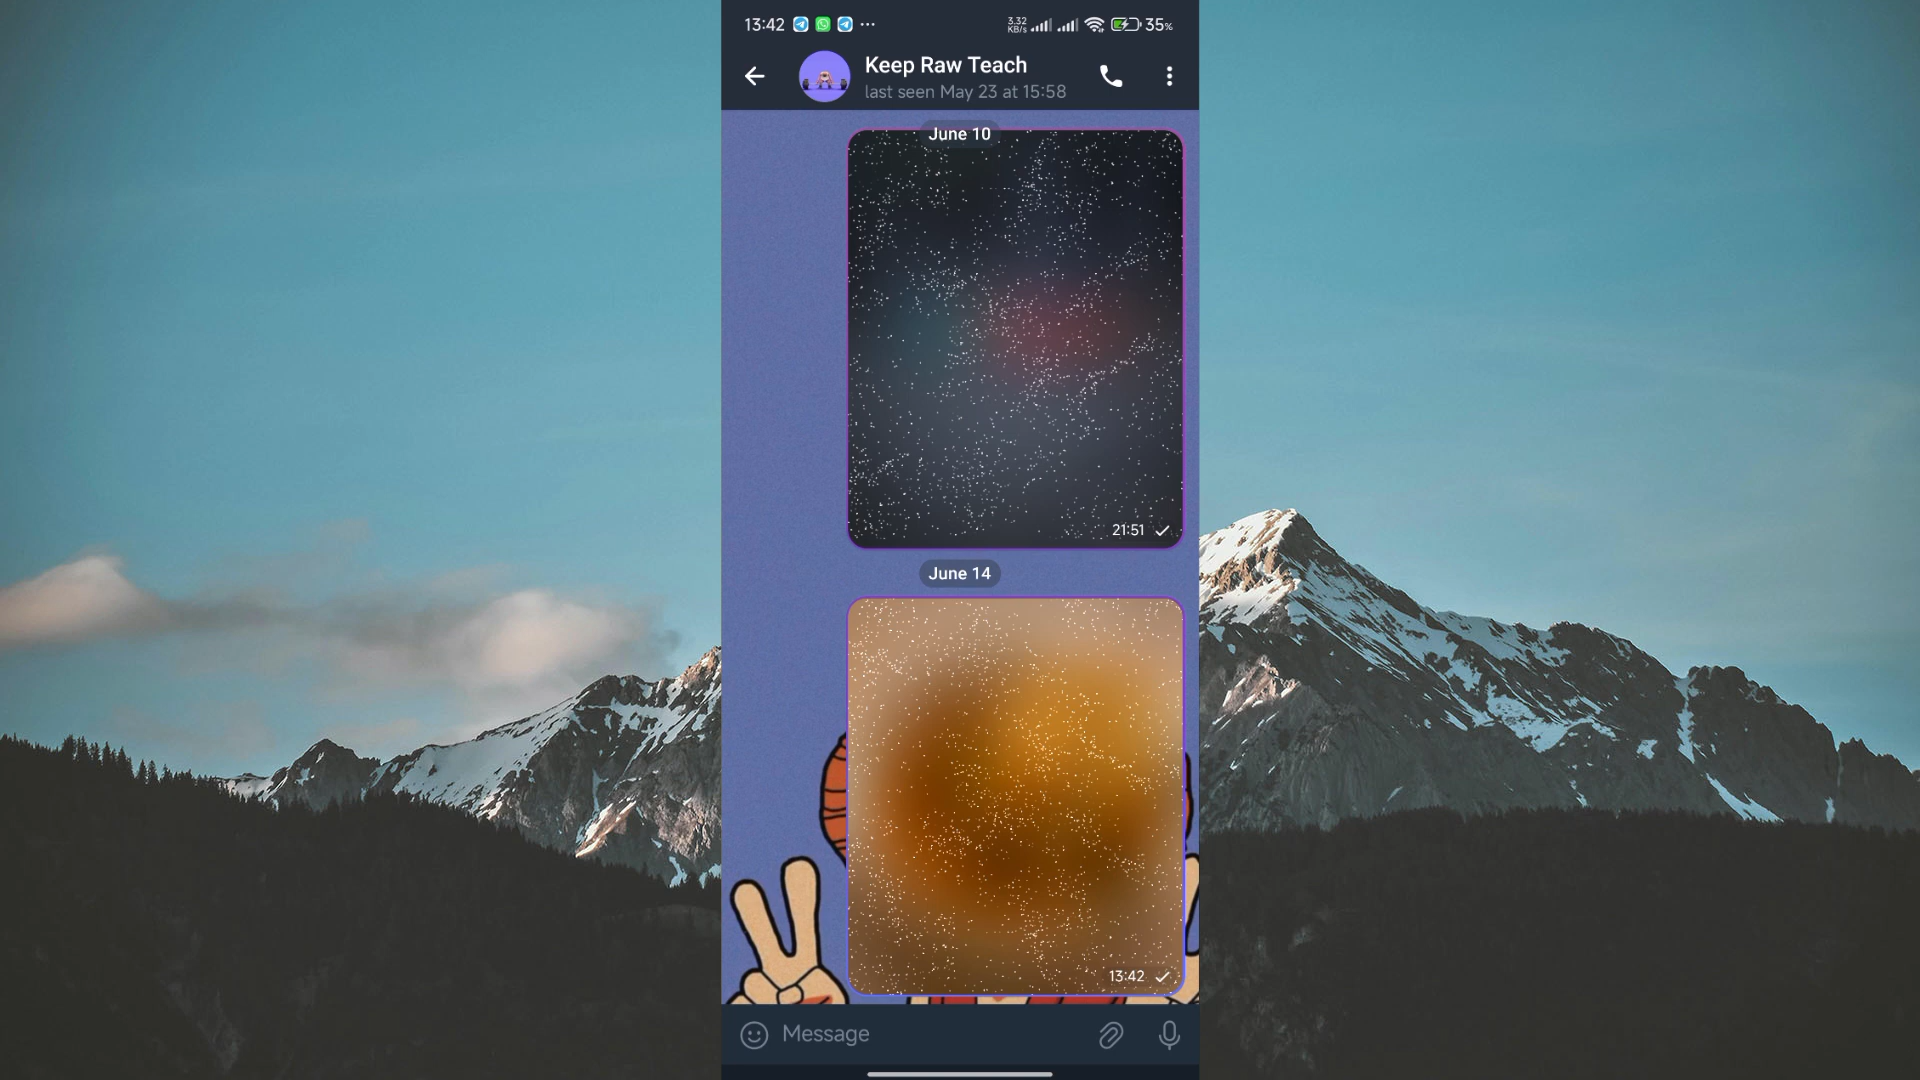 13:42 ... 3.32 KB/s 35%
Keep Raw Teach
last seen May 23 at 15:58
June 10
21:51
June 14
13:42
Message